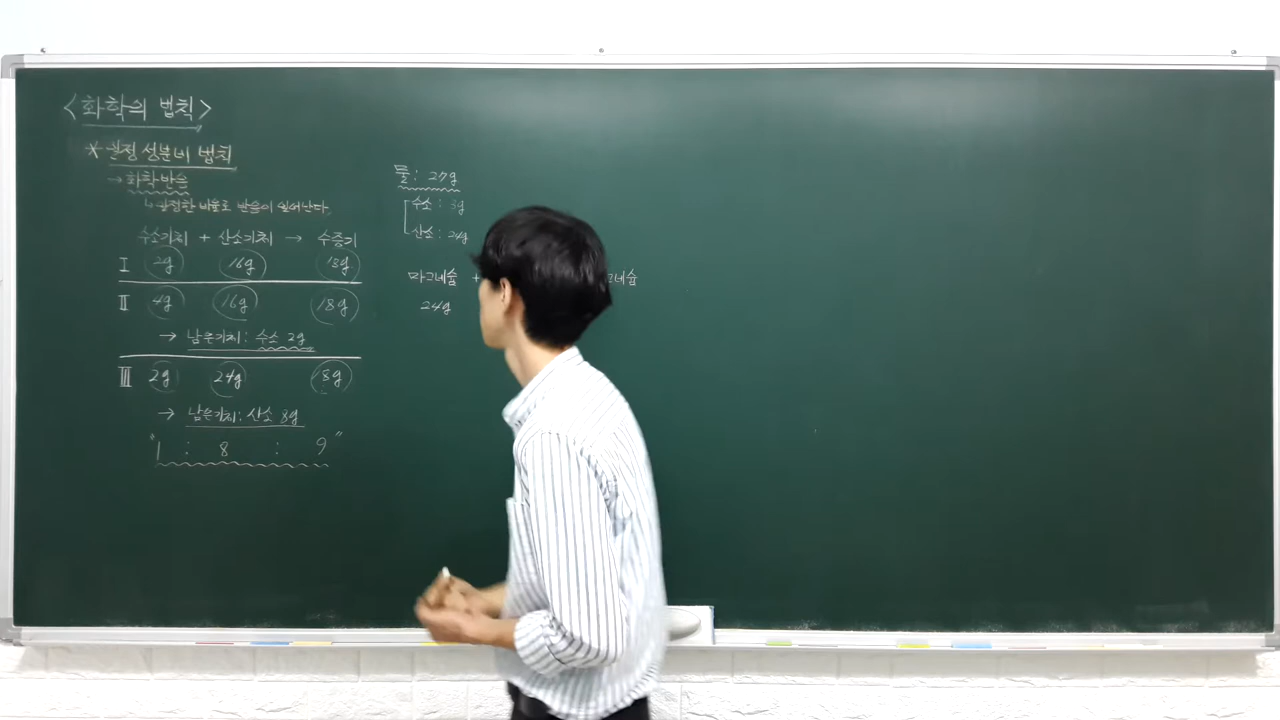 <화학의 법칙>
* 일정 성분비 법칙
→ 화학반응
↳ 일정한 비율로 반응이 일어난다.
수소기체 + 산소기체 → 수증기
Ⅰ 2g 16g 18g
Ⅱ 4g 16g 18g
→ 남은기체: 수소 2g
Ⅲ 2g 24g 18g
→ 남은기체: 산소 8g
"1 : 8 : 9"
물: 27g
수소: 3g
산소: 24g
마그네슘 +
24g